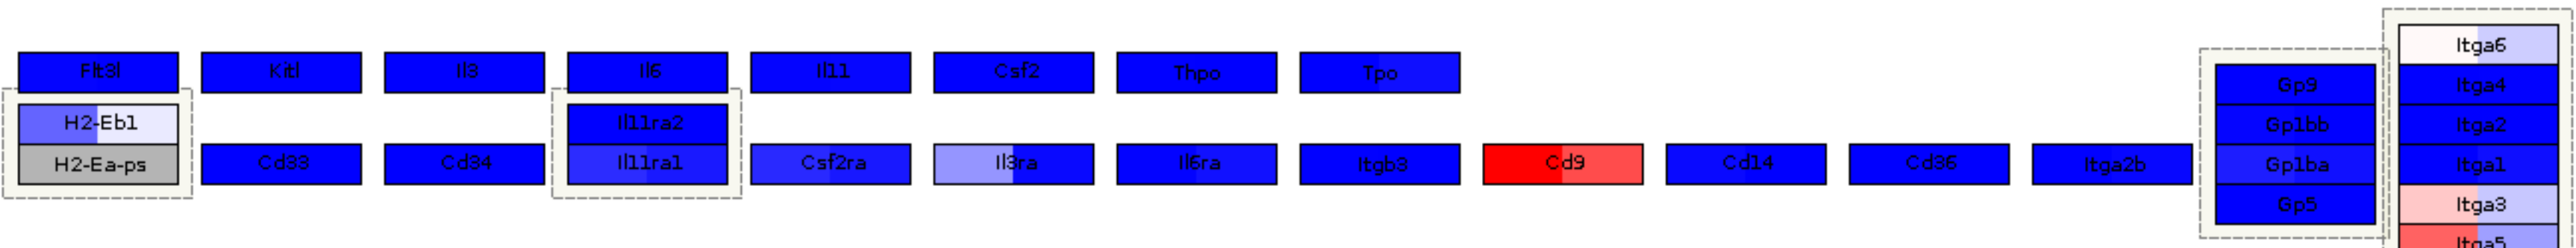 Flt3l Kitl Il3 Il6 Il11 Csf2 Thpo Tpo
H2-Eb1
H2-Ea-ps
Cd33 Cd34
Il11ra2
Il11ra1
Csf2ra Il3ra Il6ra Itgb3 Cd9 Cd14 Cd36 Itga2b
Gp9
Gp1bb
Gp1ba
Gp5
Itga6
Itga4
Itga2
Itga1
Itga3
Itga5